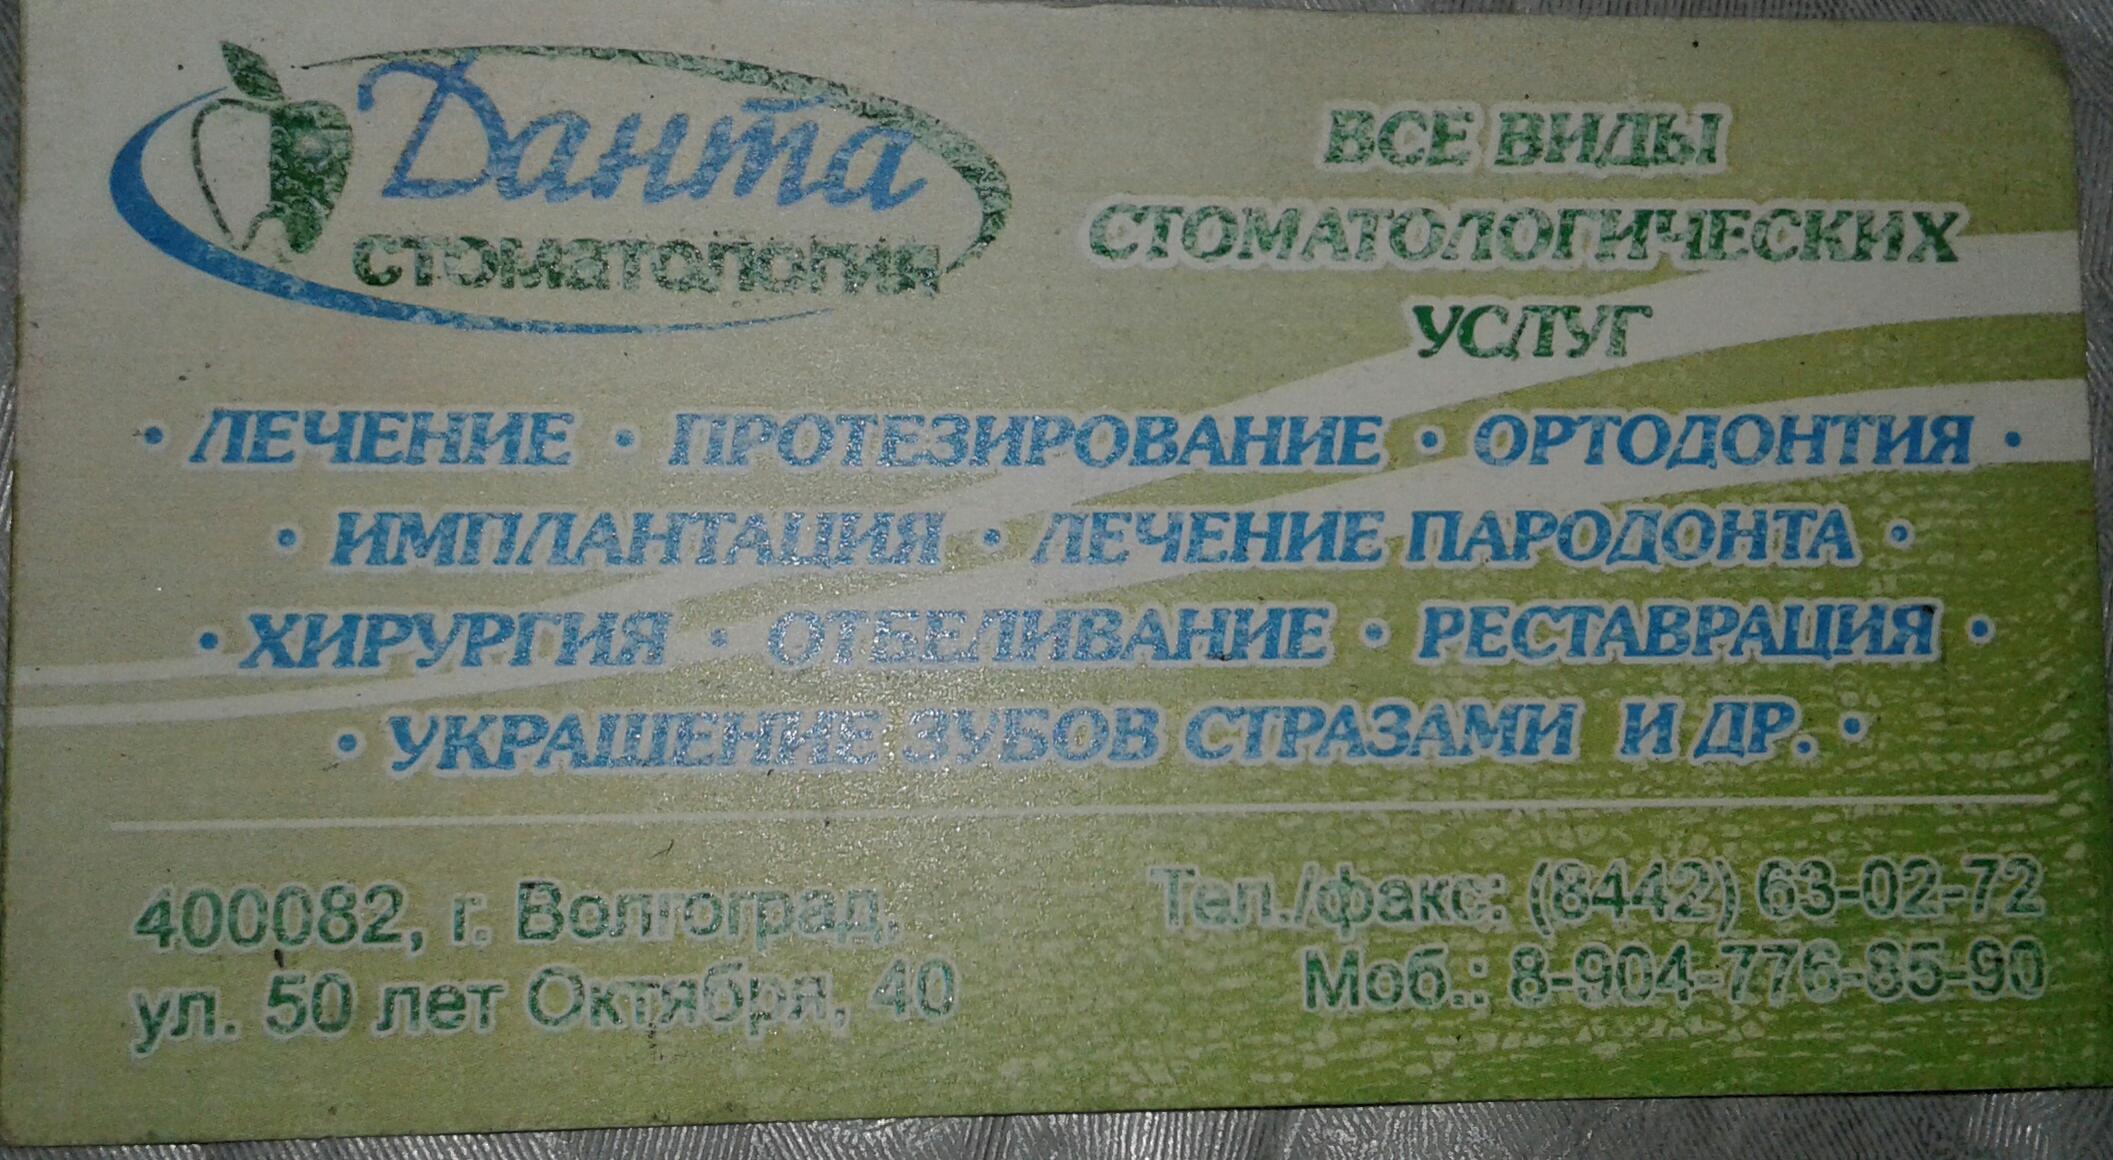 Данта
стоматология
ВСЕ ВИДЫ
СТОМАТОЛОГИЧЕСКИХ
УСЛУГ
• ЛЕЧЕНИЕ • ПРОТЕЗИРОВАНИЕ • ОРТОДОНТИЯ •
• ИМПЛАНТАЦИЯ • ЛЕЧЕНИЕ ПАРОДОНТА •
• ХИРУРГИЯ • ОТБЕЛИВАНИЕ • РЕСТАВРАЦИЯ •
• УКРАШЕНИЕ ЗУБОВ СТРАЗАМИ И ДР. •
400082, г. Волгоград,
ул. 50 лет Октября, 40
Тел./факс: (8442) 63-02-72
Моб.: 8-904-776-85-90